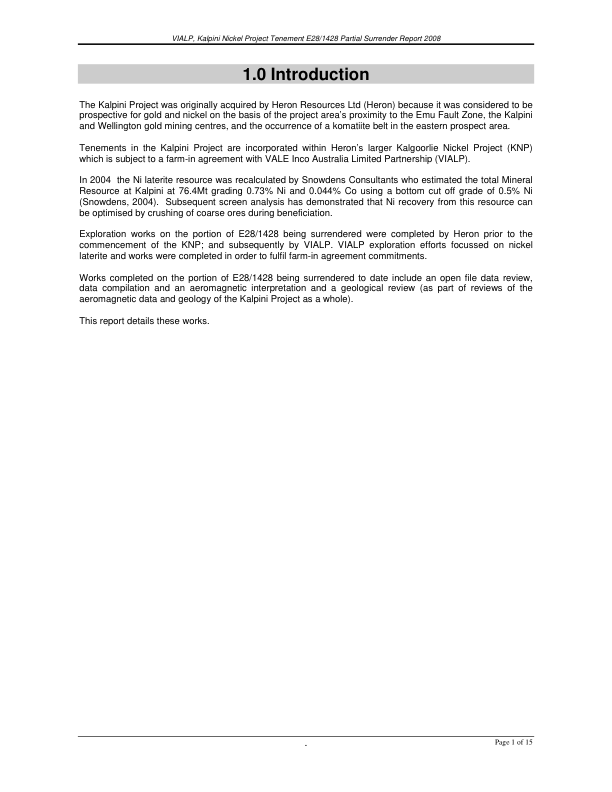 VIALP, Kalpini Nickel Project Tenement E28/1428 Partial Surrender Report 2008
1.0 Introduction
The Kalpini Project was originally acquired by Heron Resources Ltd (Heron) because it was considered to be
prospective for gold and nickel on the basis of the project area's proximity to the Emu Fault Zone, the Kalpini
and Wellington gold mining centres, and the occurrence of a komatiite belt in the eastern prospect area.
Tenements in the Kalpini Project are incorporated within Heron's larger Kalgoorlie Nickel Project (KNP)
which is subject to a farm-in agreement with VALE Inco Australia Limited Partnership (VIALP).
In 2004  the Ni laterite resource was recalculated by Snowdens Consultants who estimated the total Mineral
Resource at Kalpini at 76.4Mt grading 0.73% Ni and 0.044% Co using a bottom cut off grade of 0.5% Ni
(Snowdens, 2004).  Subsequent screen analysis has demonstrated that Ni recovery from this resource can
be optimised by crushing of coarse ores during beneficiation.
Exploration works on the portion of E28/1428 being surrendered were completed by Heron prior to the
commencement of the KNP; and subsequently by VIALP. VIALP exploration efforts focussed on nickel
laterite and works were completed in order to fulfil farm-in agreement commitments.
Works completed on the portion of E28/1428 being surrendered to date include an open file data review,
data compilation and an aeromagnetic interpretation and a geological review (as part of reviews of the
aeromagnetic data and geology of the Kalpini Project as a whole).
This report details these works.
-
Page 1 of 15